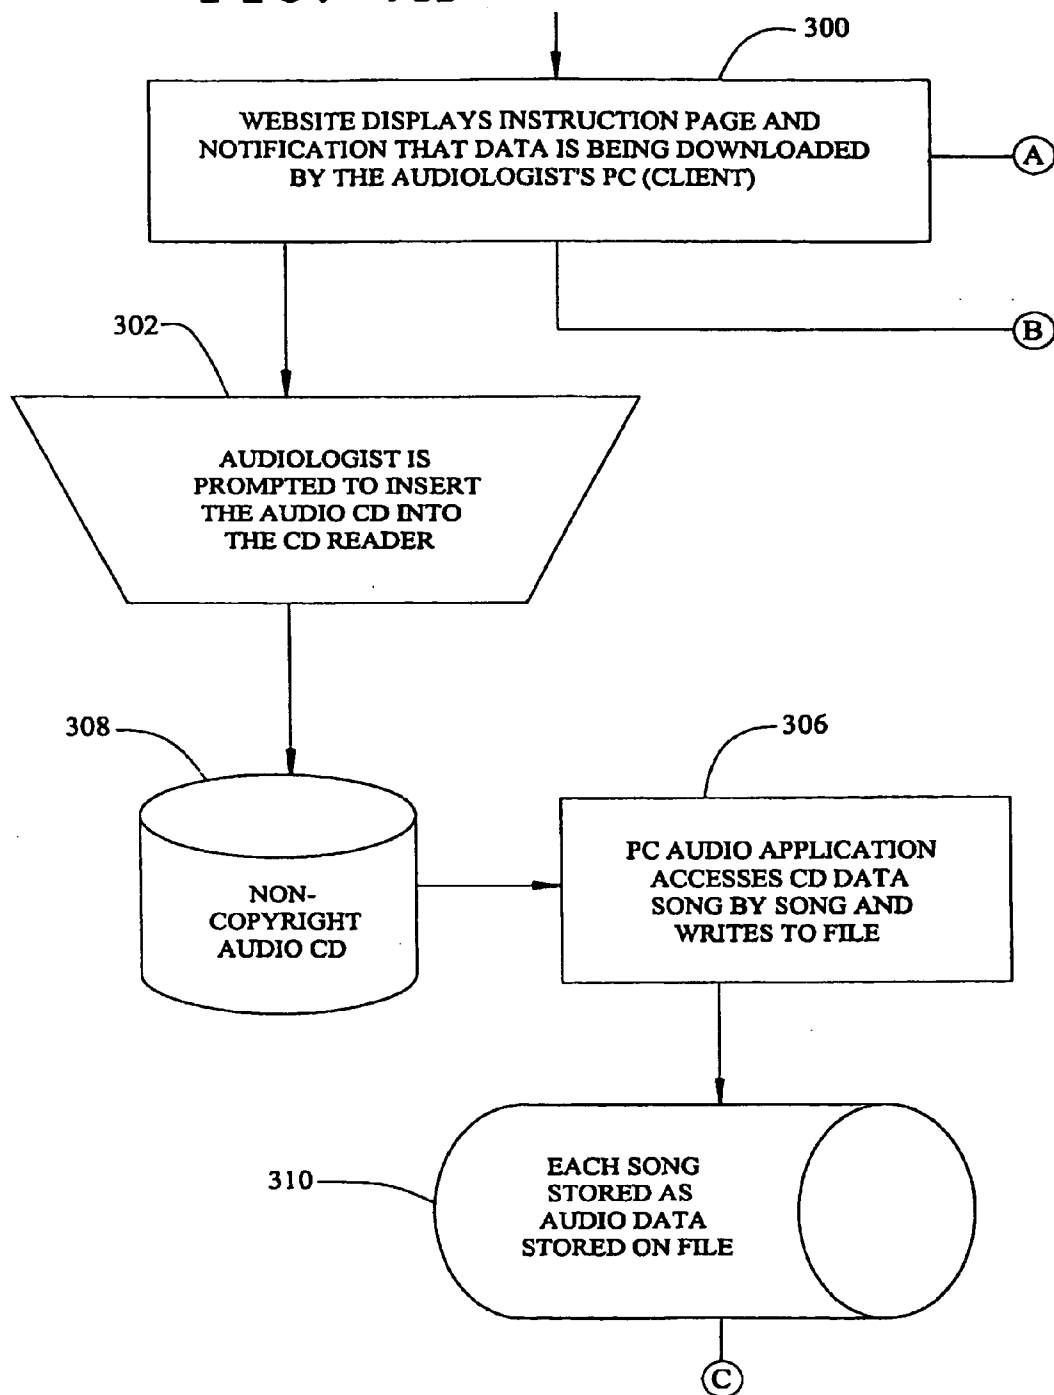 300
WEBSITE DISPLAYS INSTRUCTION PAGE AND
NOTIFICATION THAT DATA IS BEING DOWNLOADED
BY THE AUDIOLOGIST'S PC (CLIENT)
A
B
302
AUDIOLOGIST IS
PROMPTED TO INSERT
THE AUDIO CD INTO
THE CD READER
308
306
NON-
COPYRIGHT
AUDIO CD
PC AUDIO APPLICATION
ACCESSES CD DATA
SONG BY SONG AND
WRITES TO FILE
310
EACH SONG
STORED AS
AUDIO DATA
STORED ON FILE
C